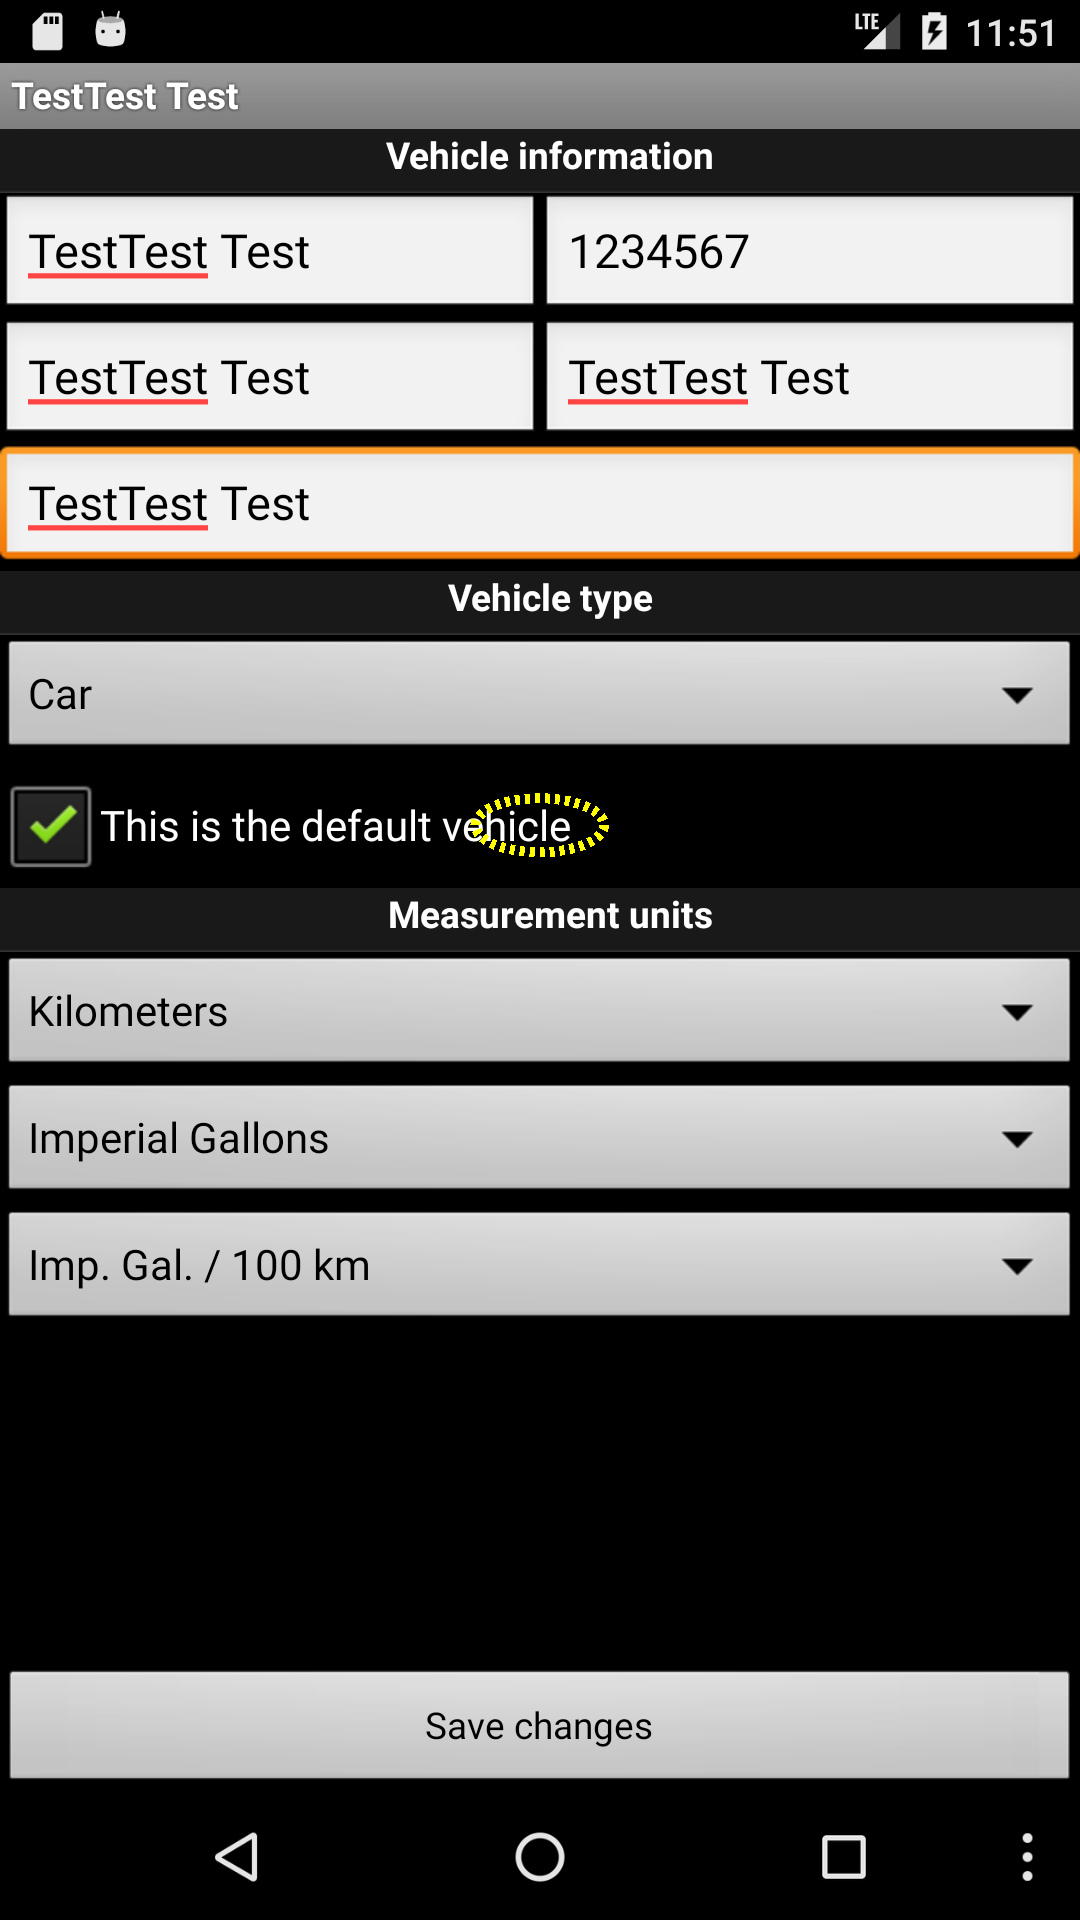 LTE 11:51
TestTest Test
Vehicle information
TestTest Test 1234567
TestTest Test TestTest Test
TestTest Test
Vehicle type
Car
This is the default vehicle
Measurement units
Kilometers
Imperial Gallons
Imp. Gal. / 100 km
Save changes